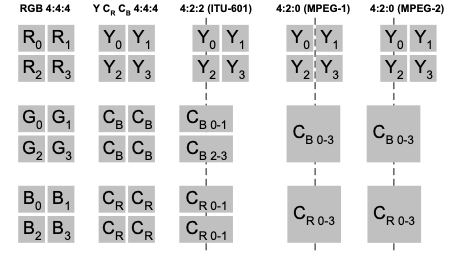 RGB 4:4:4 Y CR CB 4:4:4 4:2:2 (ITU-601) 4:2:0 (MPEG-1) 4:2:0 (MPEG-2)
R0 R1 Y0 Y1 Y0 Y1 Y0 Y1 Y0 Y1
R2 R3 Y2 Y3 Y2 Y3 Y2 Y3 Y2 Y3
G0 G1 CB CB CB 0-1 CB 0-3 CB 0-3
G2 G3 CB CB CB 2-3
B0 B1 CR CR CR 0-1 CR 0-3 CR 0-3
B2 B3 CR CR CR 0-1